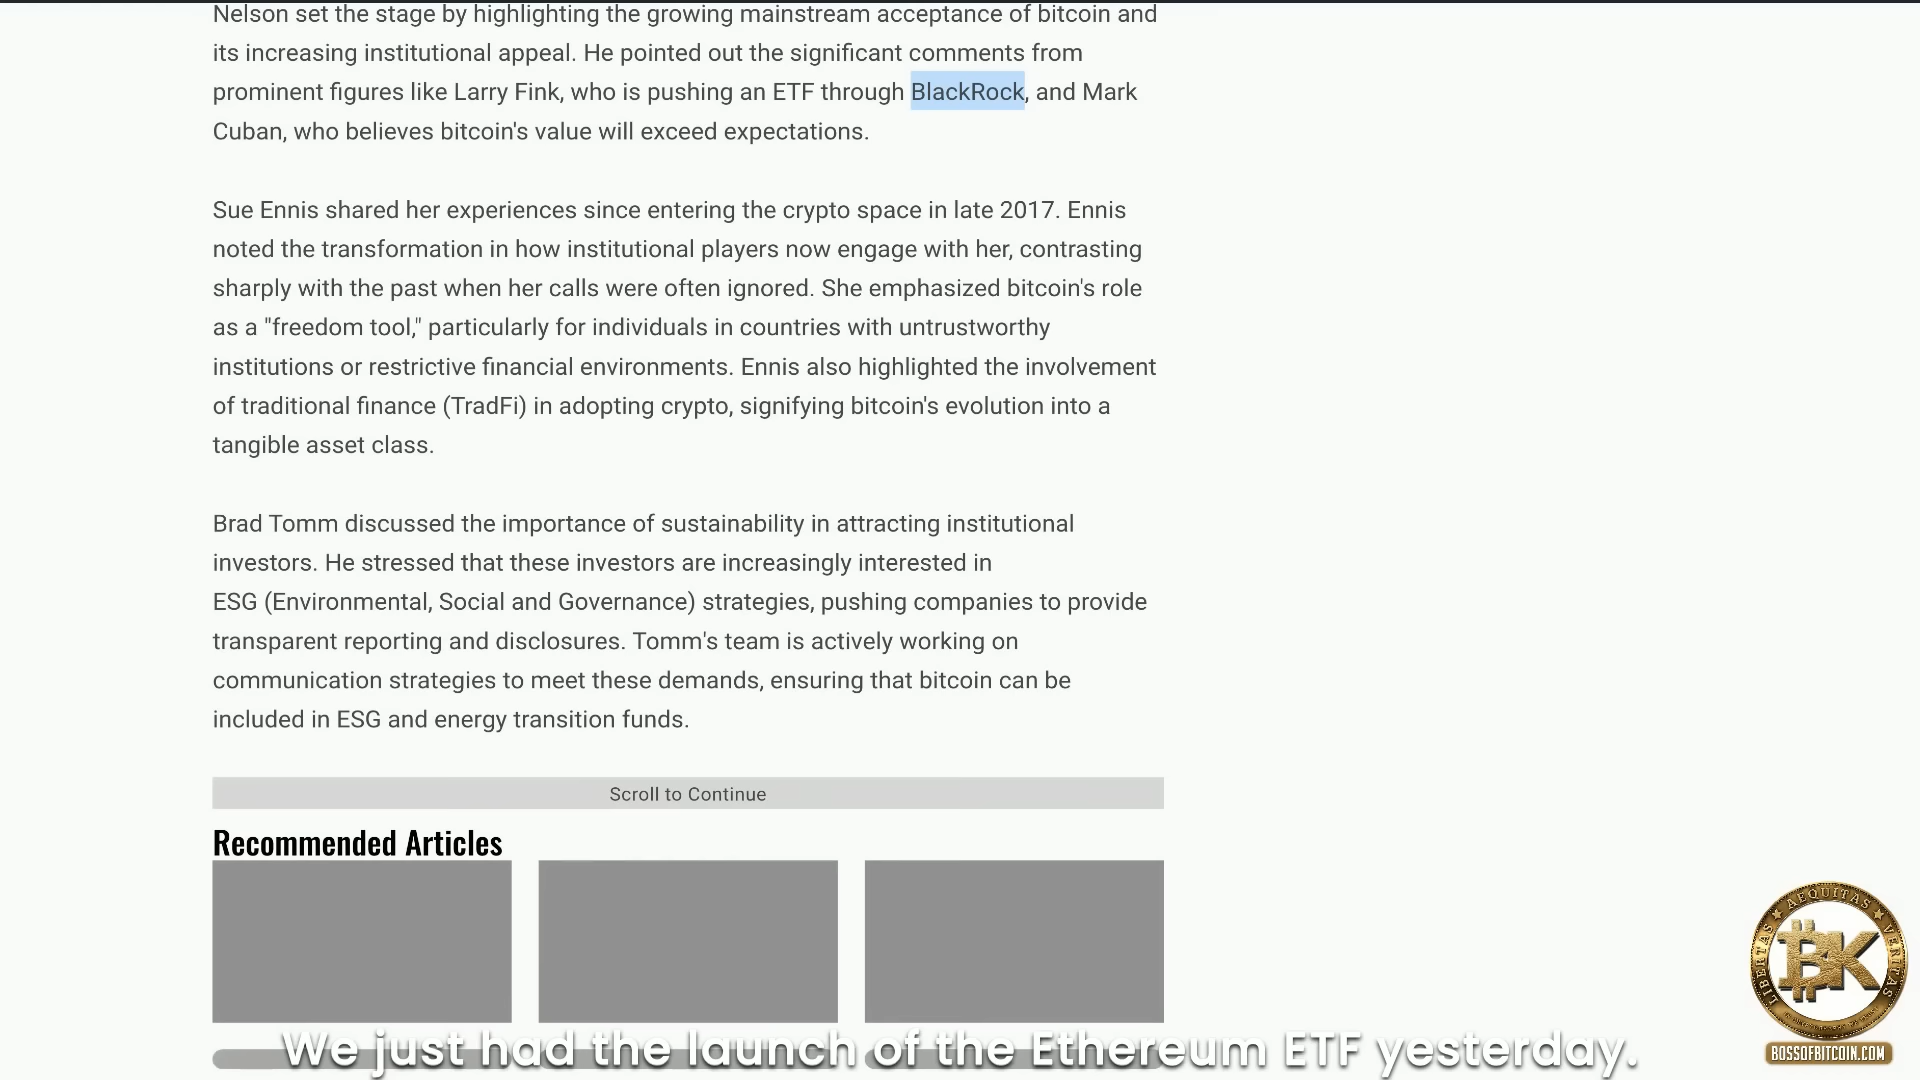 Nelson set the stage by highlighting the growing mainstream acceptance of bitcoin and
its increasing institutional appeal. He pointed out the significant comments from
prominent figures like Larry Fink, who is pushing an ETF through BlackRock, and Mark
Cuban, who believes bitcoin's value will exceed expectations.
Sue Ennis shared her experiences since entering the crypto space in late 2017. Ennis
noted the transformation in how institutional players now engage with her, contrasting
sharply with the past when her calls were often ignored. She emphasized bitcoin's role
as a "freedom tool," particularly for individuals in countries with untrustworthy
institutions or restrictive financial environments. Ennis also highlighted the involvement
of traditional finance (TradFi) in adopting crypto, signifying bitcoin's evolution into a
tangible asset class.
Brad Tomm discussed the importance of sustainability in attracting institutional
investors. He stressed that these investors are increasingly interested in
ESG (Environmental, Social and Governance) strategies, pushing companies to provide
transparent reporting and disclosures. Tomm's team is actively working on
communication strategies to meet these demands, ensuring that bitcoin can be
included in ESG and energy transition funds.
Scroll to Continue
Recommended Articles
We just had the launch of the Ethereum ETF yesterday.
LIBERTAS ★ AEQUITAS ★ VERITAS
BK
BOSSOFBITCOIN.COM